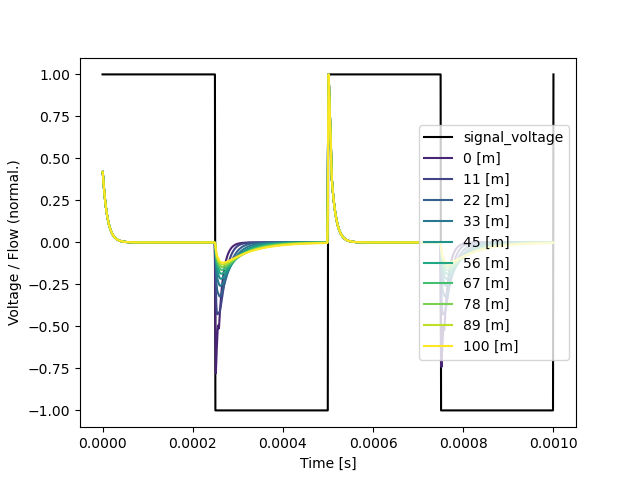 1.00
0.75
0.50
0.25
0.00
−0.25
−0.50
−0.75
−1.00
Voltage / Flow (normal.)
signal_voltage
0 [m]
11 [m]
22 [m]
33 [m]
45 [m]
56 [m]
67 [m]
78 [m]
89 [m]
100 [m]
0.0000 0.0002 0.0004 0.0006 0.0008 0.0010
Time [s]